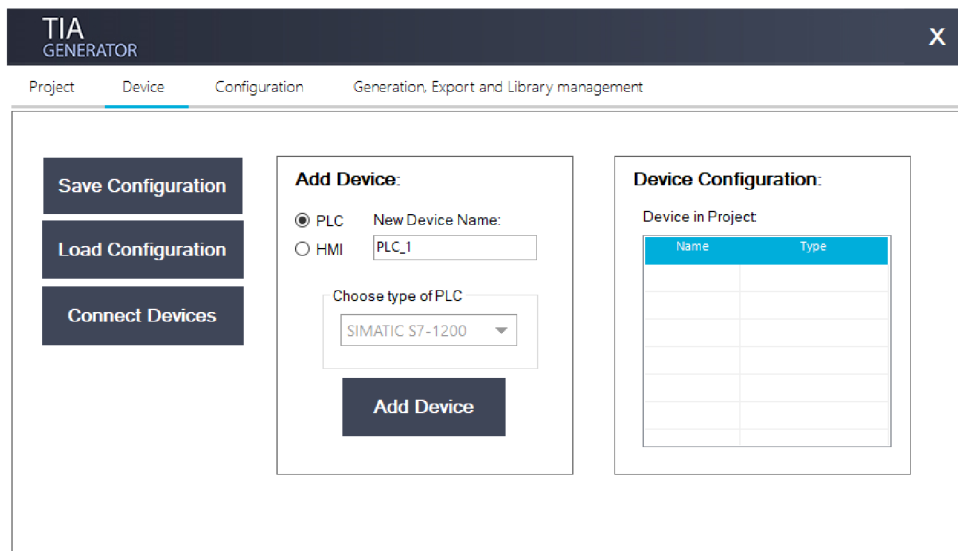 TIA
GENERATOR
X
Project Device Configuration Generation, Export and Library management
Save Configuration
Load Configuration
Connect Devices
Add Device:
PLC New Device Name:
HMI PLC_1
Choose type of PLC
SIMATIC S7-1200
Add Device
Device Configuration:
Device in Project
Name Type